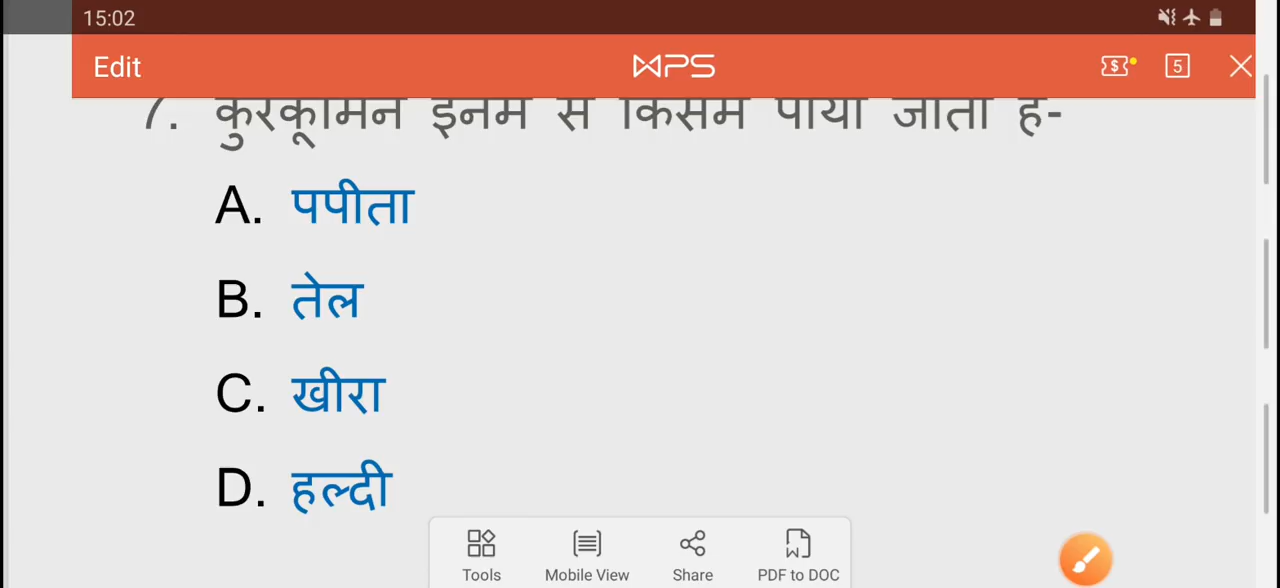 15:02
Edit
WPS
$
5
7. कुरकूमिन इनमें से किसमें पाया जाता है-
A. पपीता
B. तेल
C. खीरा
D. हल्दी
Tools
Mobile View
Share
PDF to DOC